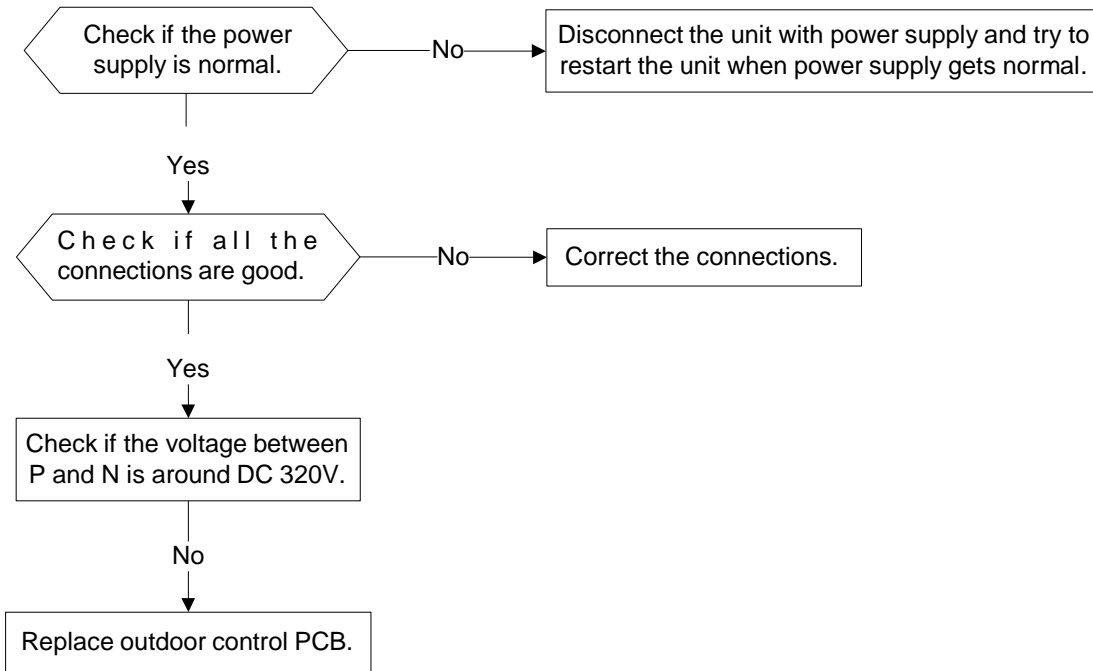 Check if the power
supply is normal.
No
Disconnect the unit with power supply and try to
restart the unit when power supply gets normal.
Yes
Check if all the
connections are good.
No
Correct the connections.
Yes
Check if the voltage between
P and N is around DC 320V.
No
Replace outdoor control PCB.